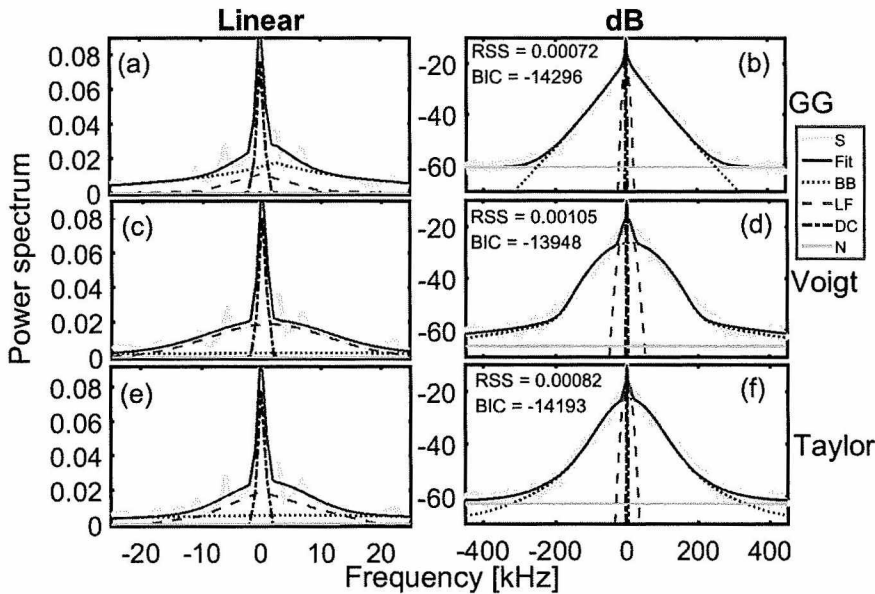 Linear
dB
Power spectrum
0.08
0.06
0.04
0.02
0
(a)
-20
-40
-60
RSS = 0.00072
BIC = -14296
(b)
GG
S
Fit
BB
LF
DC
N
0.08
0.06
0.04
0.02
0
(c)
-20
-40
-60
RSS = 0.00105
BIC = -13948
(d)
Voigt
0.08
0.06
0.04
0.02
0
(e)
-20
-40
-60
RSS = 0.00082
BIC = -14193
(f)
Taylor
-20 -10 0 10 20
-400 -200 0 200 400
Frequency [kHz]